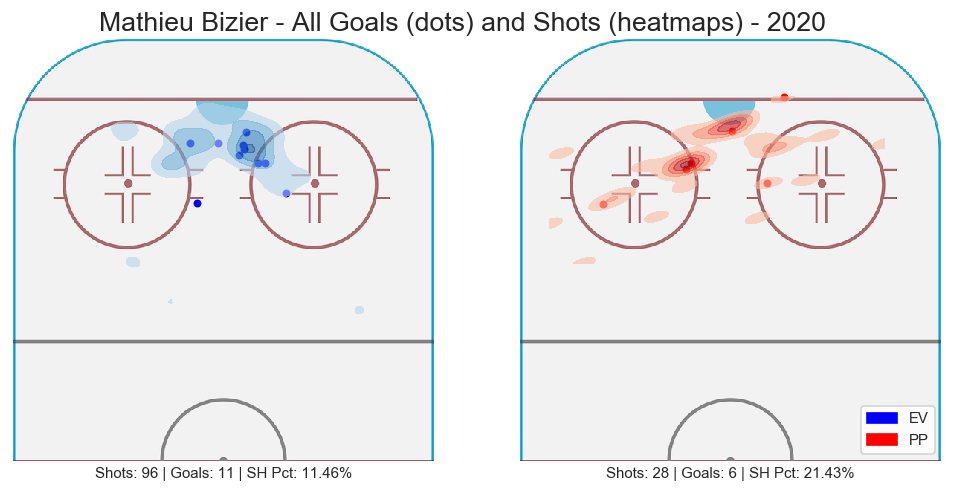 Mathieu Bizier - All Goals (dots) and Shots (heatmaps) - 2020
EV
PP
Shots: 96 | Goals: 11 | SH Pct: 11.46%
Shots: 28 | Goals: 6 | SH Pct: 21.43%